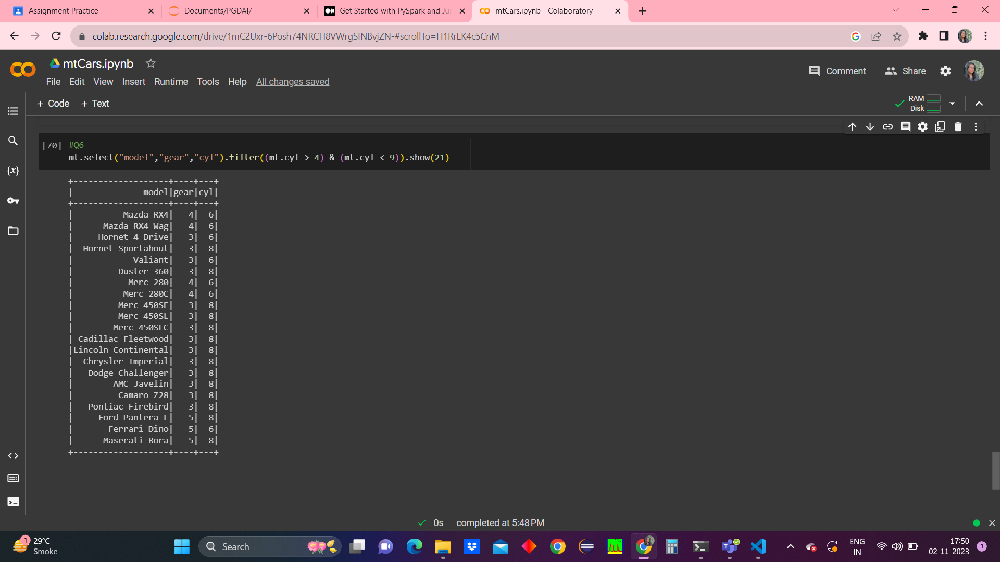 Assignment Practice
Documents/PGDAI/
Get Started with PySpark and Ju
mtCars.ipynb - Colaboratory
colab.research.google.com/drive/1mC2Uxr-6Posh74NRCH8VWrgSINBvjZN-#scrollTo=H1RrEK4c5CnM
mtCars.ipynb
Comment
Share
File Edit View Insert Runtime Tools Help All changes saved
+ Code + Text
RAM
Disk
[70] #Q6
mt.select("model","gear","cyl").filter((mt.cyl > 4) & (mt.cyl < 9)).show(21)
+-------------------+----+---+
|              model|gear|cyl|
+-------------------+----+---+
|          Mazda RX4|   4|  6|
|      Mazda RX4 Wag|   4|  6|
|     Hornet 4 Drive|   3|  6|
|  Hornet Sportabout|   3|  8|
|            Valiant|   3|  6|
|         Duster 360|   3|  8|
|           Merc 280|   4|  6|
|          Merc 280C|   4|  6|
|         Merc 450SE|   3|  8|
|         Merc 450SL|   3|  8|
|        Merc 450SLC|   3|  8|
| Cadillac Fleetwood|   3|  8|
|Lincoln Continental|   3|  8|
|  Chrysler Imperial|   3|  8|
|   Dodge Challenger|   3|  8|
|        AMC Javelin|   3|  8|
|         Camaro Z28|   3|  8|
|   Pontiac Firebird|   3|  8|
|     Ford Pantera L|   5|  8|
|       Ferrari Dino|   5|  6|
|      Maserati Bora|   5|  8|
+-------------------+----+---+
0s completed at 5:48 PM
1
29°C
Smoke
Search
ENG
IN
17:50
02-11-2023
1